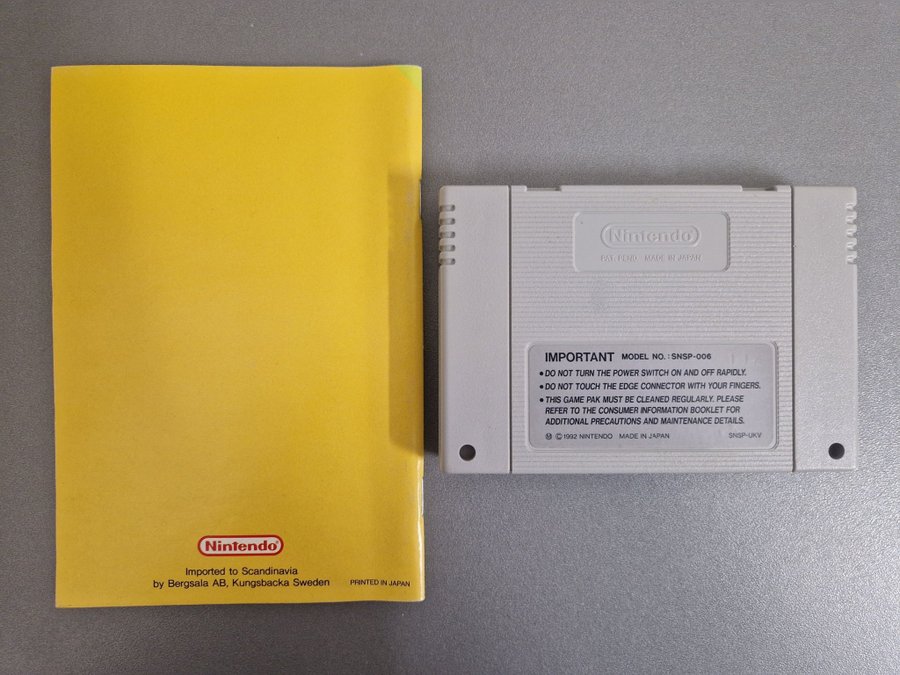 Nintendo®
Imported to Scandinavia
by Bergsala AB, Kungsbacka Sweden
PRINTED IN JAPAN
Nintendo
PAT. PEND. MADE IN JAPAN
IMPORTANT MODEL NO.: SNSP-006
• DO NOT TURN THE POWER SWITCH ON AND OFF RAPIDLY.
• DO NOT TOUCH THE EDGE CONNECTOR WITH YOUR FINGERS.
• THIS GAME PAK MUST BE CLEANED REGULARLY. PLEASE
REFER TO THE CONSUMER INFORMATION BOOKLET FOR
ADDITIONAL PRECAUTIONS AND MAINTENANCE DETAILS.
Ⓜ © 1992 NINTENDO MADE IN JAPAN SNSP-UKV